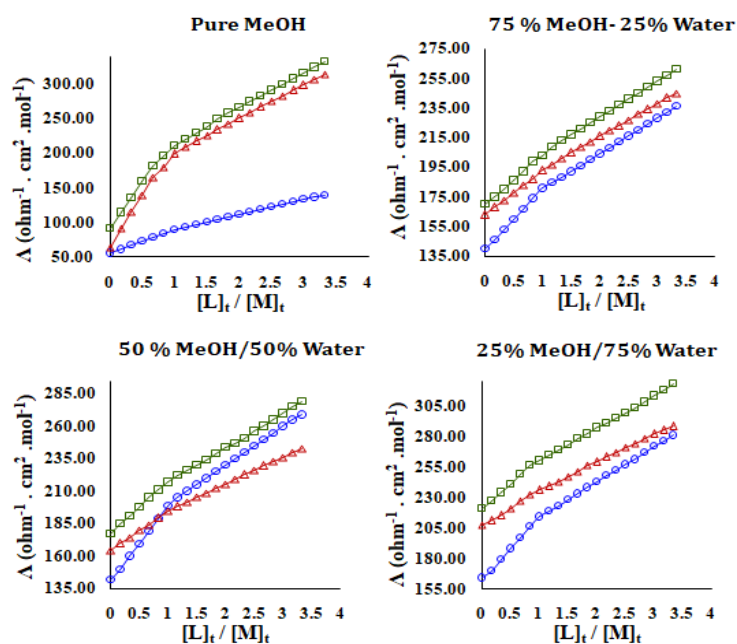 Pure MeOH
Λ (ohm⁻¹ . cm² .mol⁻¹)
300.00
250.00
200.00
150.00
100.00
50.00
0 0.5 1 1.5 2 2.5 3 3.5 4
[L]t / [M]t
75 % MeOH- 25% Water
Λ (ohm⁻¹ . cm² .mol⁻¹)
275.00
255.00
235.00
215.00
195.00
175.00
155.00
135.00
0 0.5 1 1.5 2 2.5 3 3.5 4
[L]t / [M]t
50 % MeOH/50% Water
Λ (ohm⁻¹ . cm² .mol⁻¹)
285.00
260.00
235.00
210.00
185.00
160.00
135.00
0 0.5 1 1.5 2 2.5 3 3.5 4
[L]t / [M]t
25% MeOH/75% Water
Λ (ohm⁻¹ . cm² .mol⁻¹)
305.00
280.00
255.00
230.00
205.00
180.00
155.00
0 0.5 1 1.5 2 2.5 3 3.5 4
[L]t / [M]t